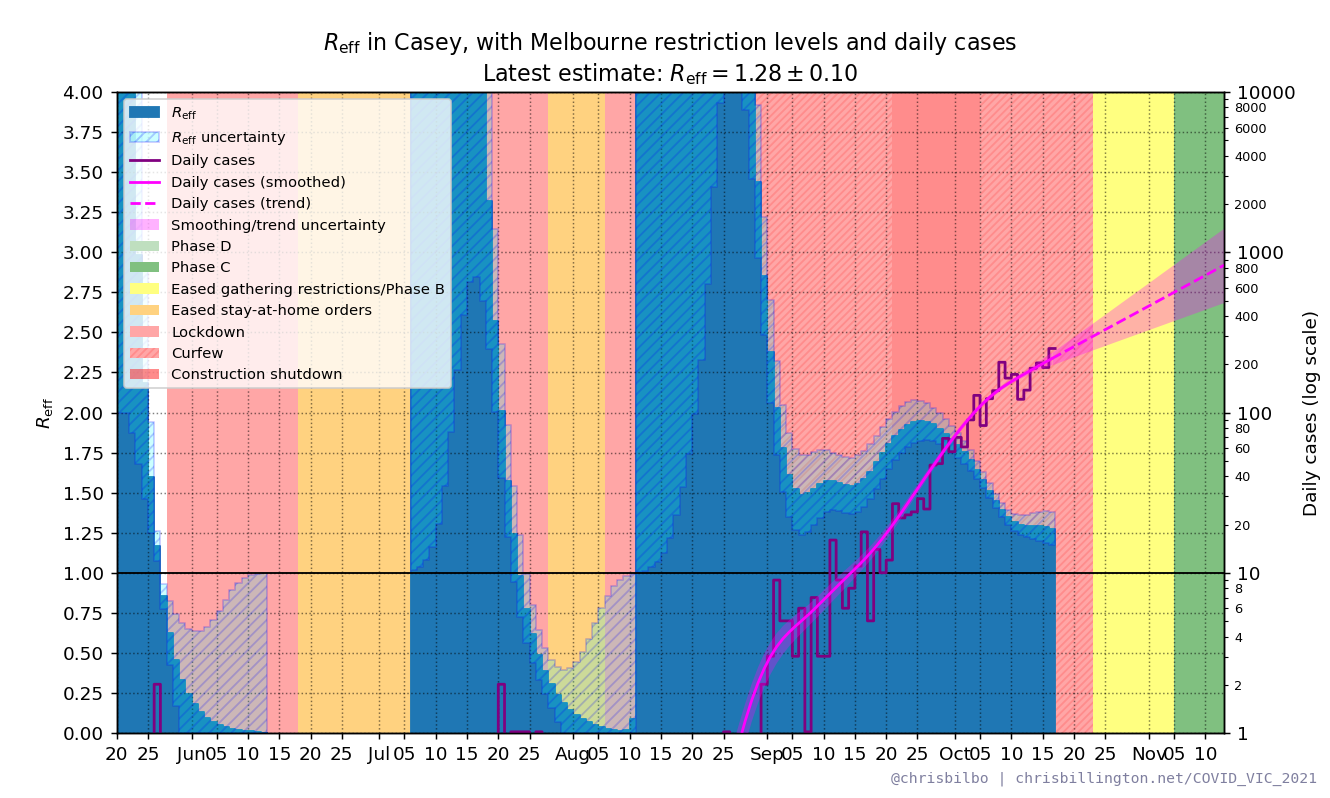 Reff in Casey, with Melbourne restriction levels and daily cases
Latest estimate: Reff = 1.28 ± 0.10
Reff
4.00
3.75
3.50
3.25
3.00
2.75
2.50
2.25
2.00
1.75
1.50
1.25
1.00
0.75
0.50
0.25
0.00
Reff
Reff uncertainty
Daily cases
Daily cases (smoothed)
Daily cases (trend)
Smoothing/trend uncertainty
Phase D
Phase C
Eased gathering restrictions/Phase B
Eased stay-at-home orders
Lockdown
Curfew
Construction shutdown
10000
8000
6000
4000
2000
1000
800
600
400
200
100
80
60
40
20
10
8
6
4
2
1
Daily cases (log scale)
20 25 Jun 05 10 15 20 25 Jul 05 10 15 20 25 Aug 05 10 15 20 25 Sep 05 10 15 20 25 Oct 05 10 15 20 25 Nov 05 10
@chrisbilbo | chrisbillington.net/COVID_VIC_2021